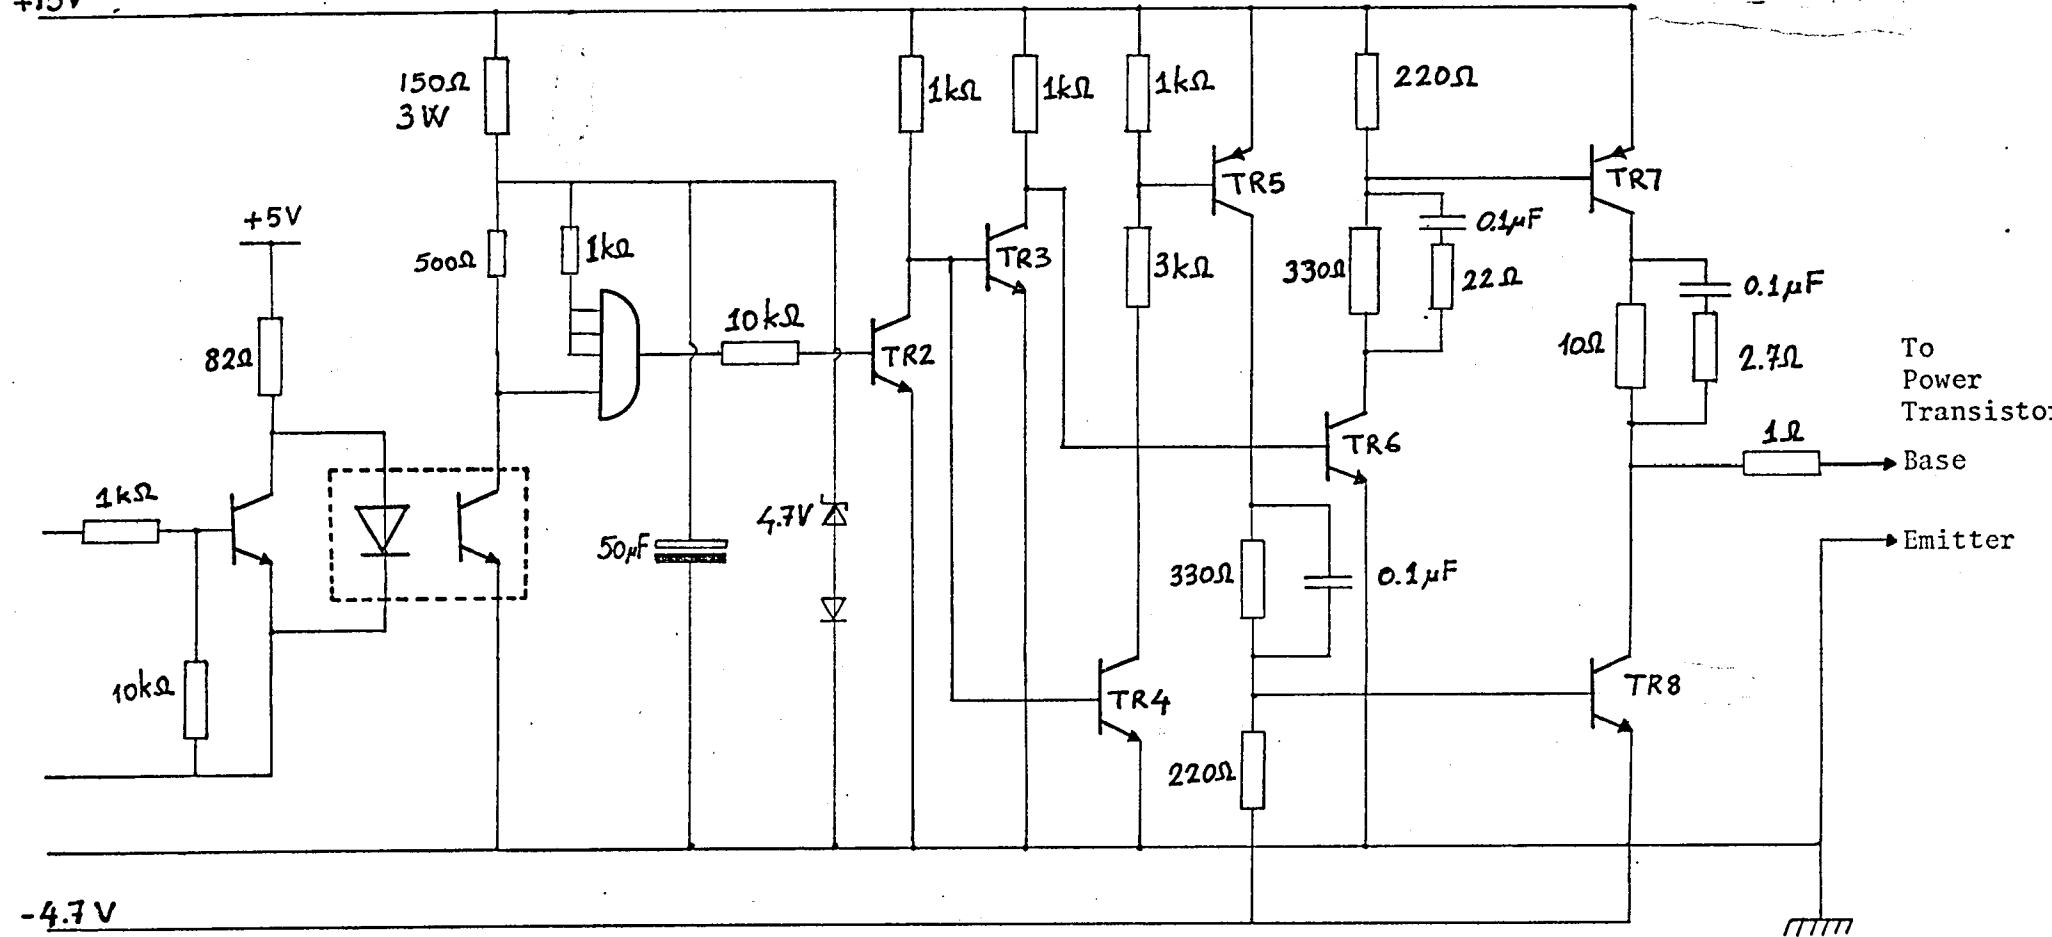 +15V
150Ω
3W
1kΩ
1kΩ
1kΩ
220Ω
TR5
TR7
+5V
0.1µF
500Ω
1kΩ
TR3
3kΩ
330Ω
22Ω
0.1µF
10kΩ
82Ω
TR2
10Ω
2.7Ω
To
Power
TR6
1Ω
Base
1kΩ
4.7V
50µF
Emitter
330Ω
0.1µF
10kΩ
TR4
TR8
220Ω
-4.7V